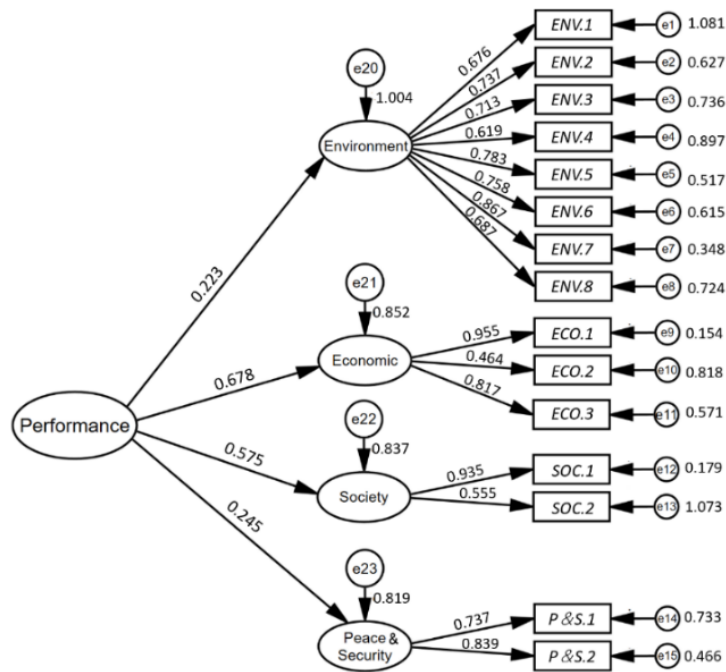 0.676 ENV.1 e1 1.081
e20 0.737 ENV.2 e2 0.627
1.004 0.713 ENV.3 e3 0.736
Environment 0.619 ENV.4 e4 0.897
0.783 ENV.5 e5 0.517
0.758 ENV.6 e6 0.615
0.867 ENV.7 e7 0.348
0.687 ENV.8 e8 0.724
0.223
e21
0.852
0.955 ECO.1 e9 0.154
Economic 0.464 ECO.2 e10 0.818
0.678 0.817 ECO.3 e11 0.571
Performance
e22
0.837
0.575 0.935 SOC.1 e12 0.179
Society 0.555 SOC.2 e13 1.073
0.245
e23
0.819
0.737 P&S.1 e14 0.733
Peace & 0.839 P&S.2 e15 0.466
Security